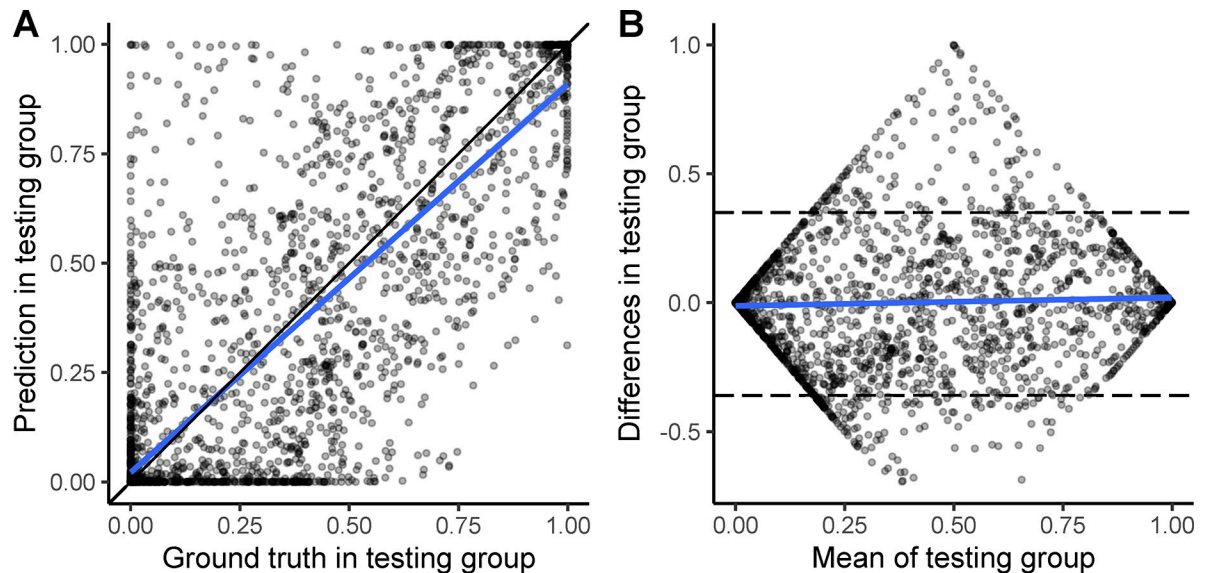 A
Prediction in testing group
1.00
0.75
0.50
0.25
0.00
0.00 0.25 0.50 0.75 1.00
Ground truth in testing group
B
Differences in testing group
1.0
0.5
0.0
-0.5
0.00 0.25 0.50 0.75 1.00
Mean of testing group